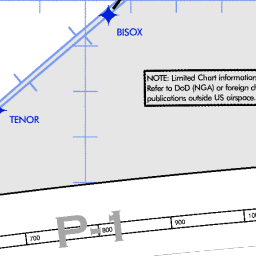 BISOX
NOTE: Limited Chart information
Refer to DoD (NGA) or foreign
publications outside US airspace.
TENOR
P-1
700
800
900